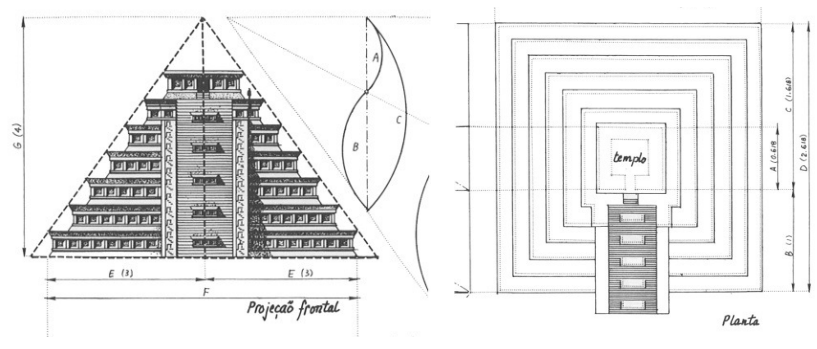 G (4)
A
B
C
E (3)
E (3)
F
Projeção frontal
templo
C (1.618)
A (0.618
D (2.618)
B (1)
Planta